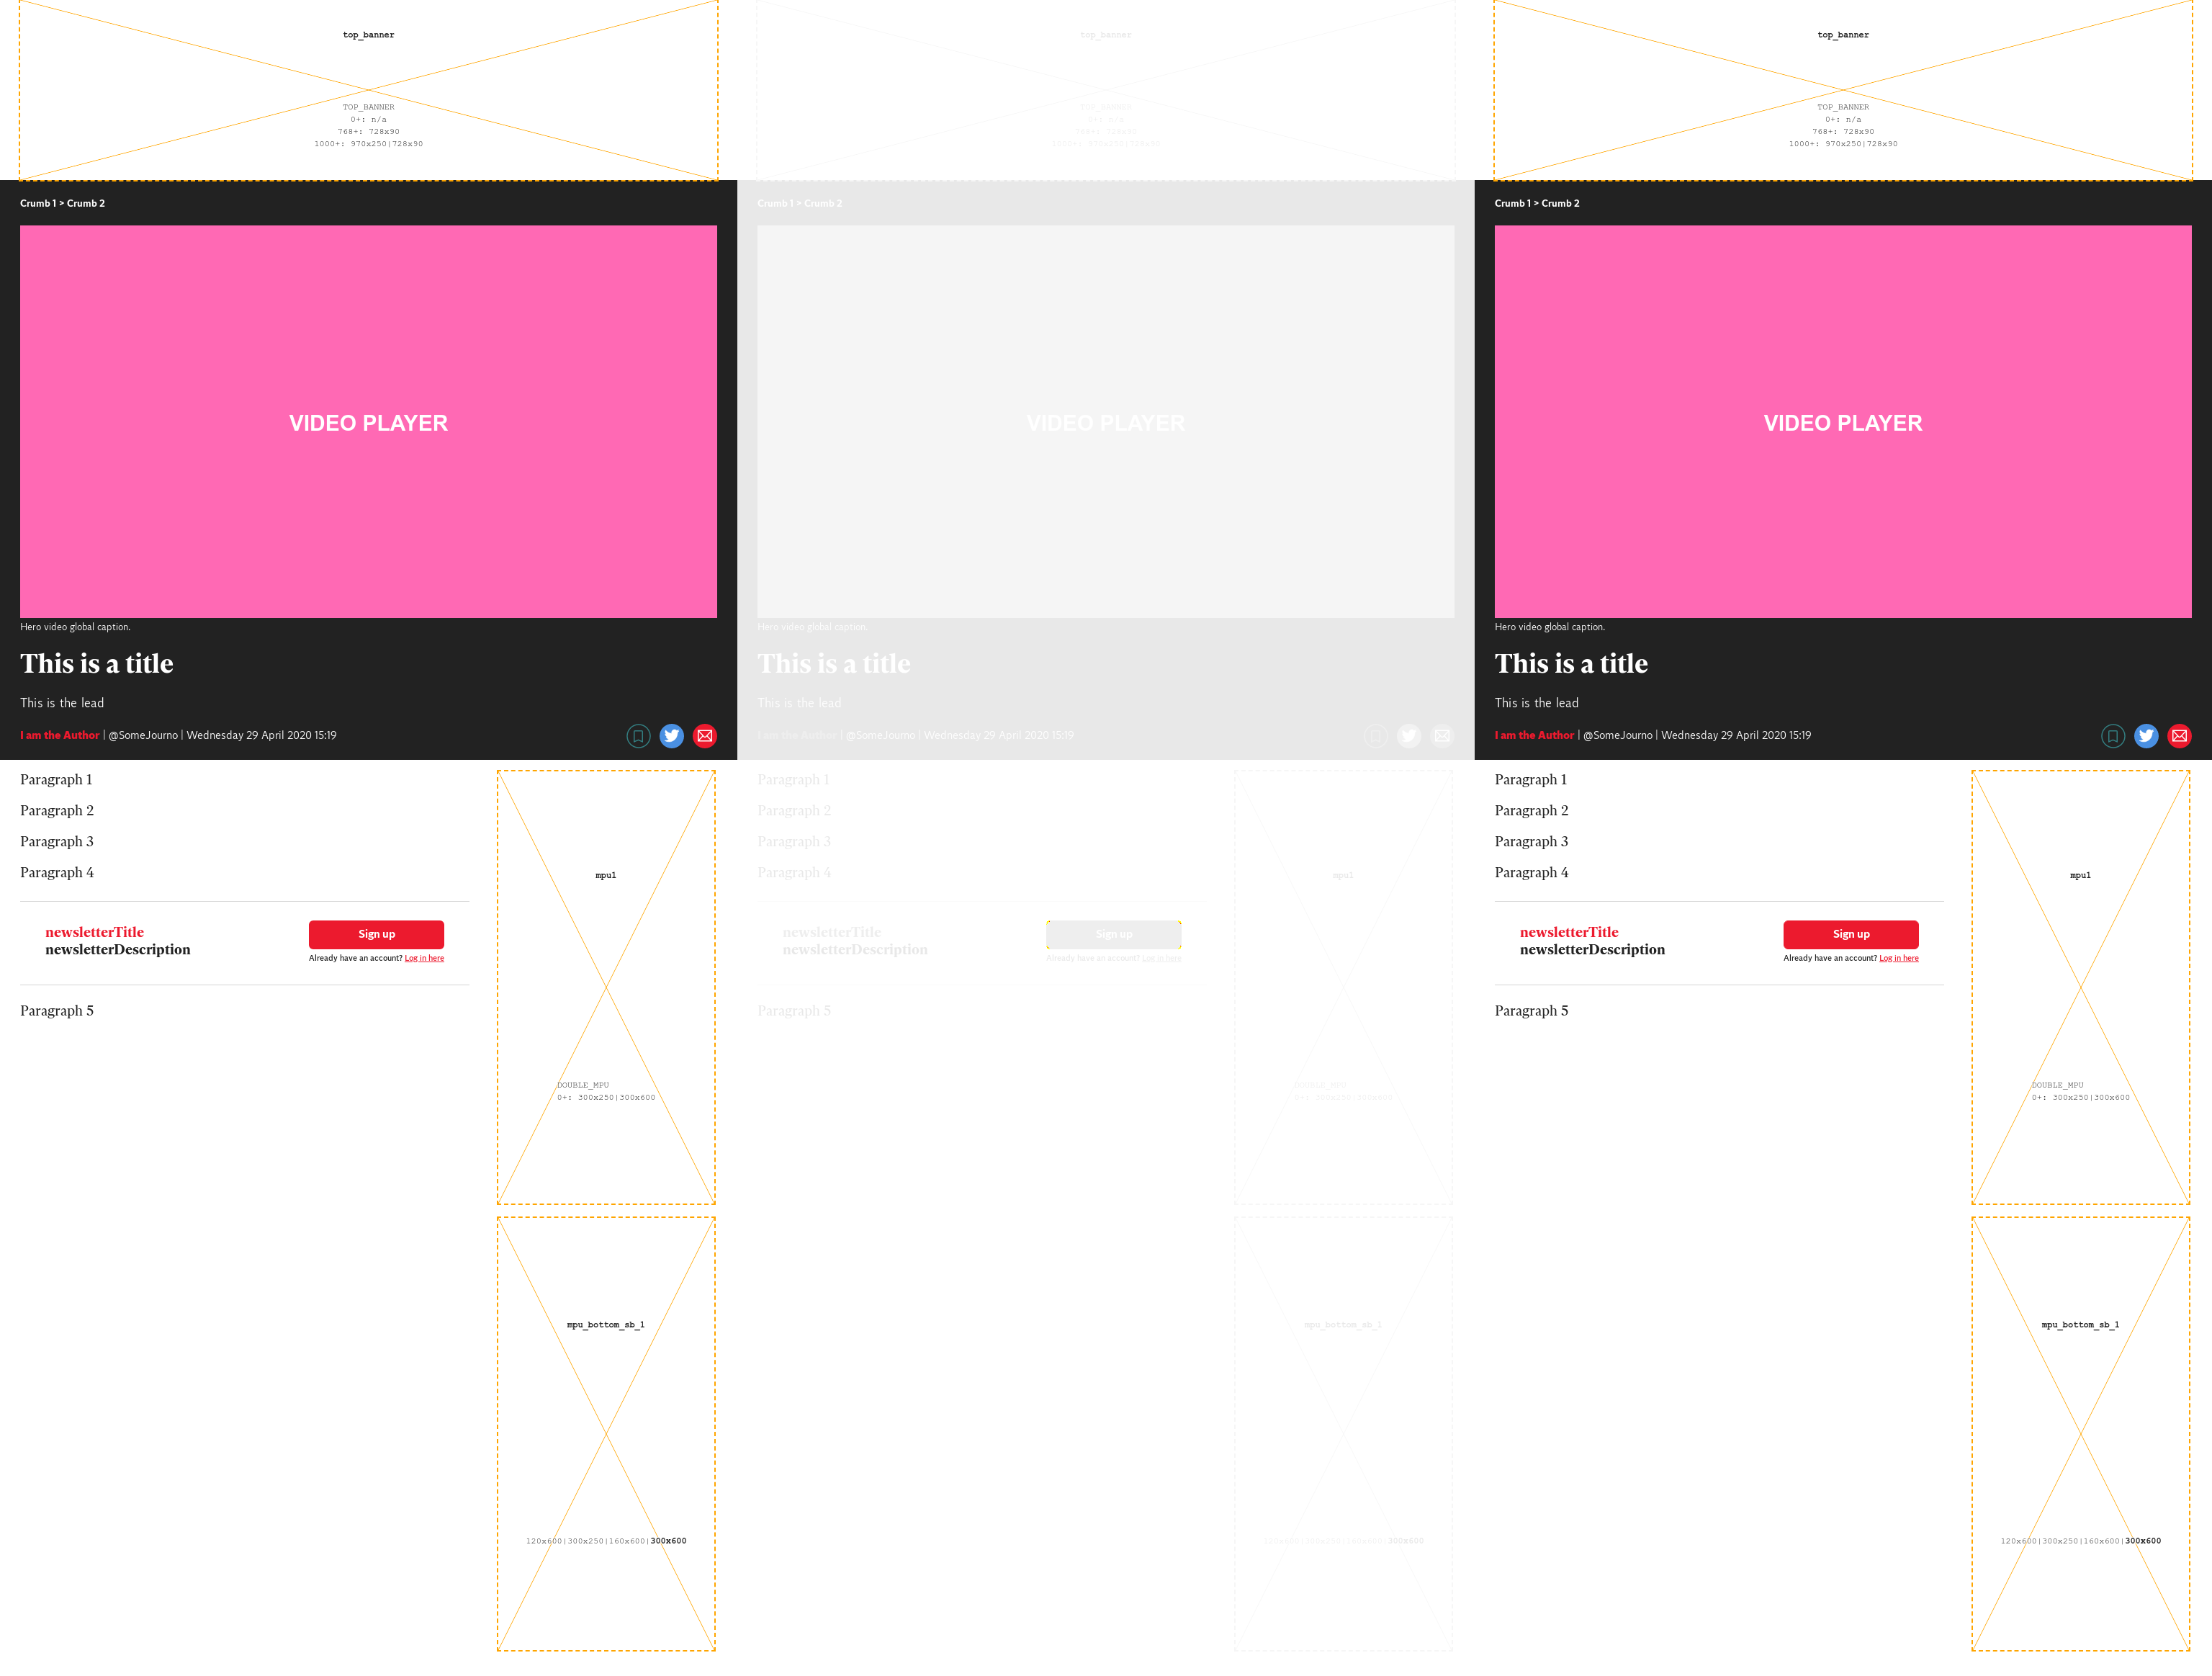 top_banner
TOP_BANNER
0+: n/a
768+: 728x90
1000+: 970x250|728x90
Crumb 1 > Crumb 2
VIDEO PLAYER
Hero video global caption.
This is a title
This is the lead
I am the Author | @SomeJourno | Wednesday 29 April 2020 15:19
Paragraph 1
Paragraph 2
Paragraph 3
Paragraph 4
newsletterTitle
newsletterDescription
Sign up
Already have an account? Log in here
Paragraph 5
mpu1
DOUBLE_MPU
0+: 300x250|300x600
mpu_bottom_sb_1
120x600|300x250|160x600|300x600
top_banner
TOP_BANNER
0+: n/a
768+: 728x90
1000+: 970x250|728x90
Crumb 1 > Crumb 2
VIDEO PLAYER
Hero video global caption.
This is a title
This is the lead
I am the Author | @SomeJourno | Wednesday 29 April 2020 15:19
Paragraph 1
Paragraph 2
Paragraph 3
Paragraph 4
newsletterTitle
newsletterDescription
Sign up
Already have an account? Log in here
Paragraph 5
mpu1
DOUBLE_MPU
0+: 300x250|300x600
mpu_bottom_sb_1
120x600|300x250|160x600|300x600
top_banner
TOP_BANNER
0+: n/a
768+: 728x90
1000+: 970x250|728x90
Crumb 1 > Crumb 2
VIDEO PLAYER
Hero video global caption.
This is a title
This is the lead
I am the Author | @SomeJourno | Wednesday 29 April 2020 15:19
Paragraph 1
Paragraph 2
Paragraph 3
Paragraph 4
newsletterTitle
newsletterDescription
Sign up
Already have an account? Log in here
Paragraph 5
mpu1
DOUBLE_MPU
0+: 300x250|300x600
mpu_bottom_sb_1
120x600|300x250|160x600|300x600